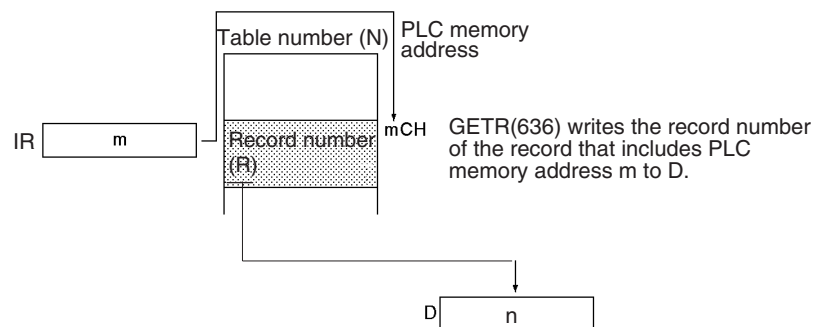 Table number (N)
PLC memory
address
IR
m
Record number
(R)
mCH
GETR(636) writes the record number
of the record that includes PLC
memory address m to D.
D
n